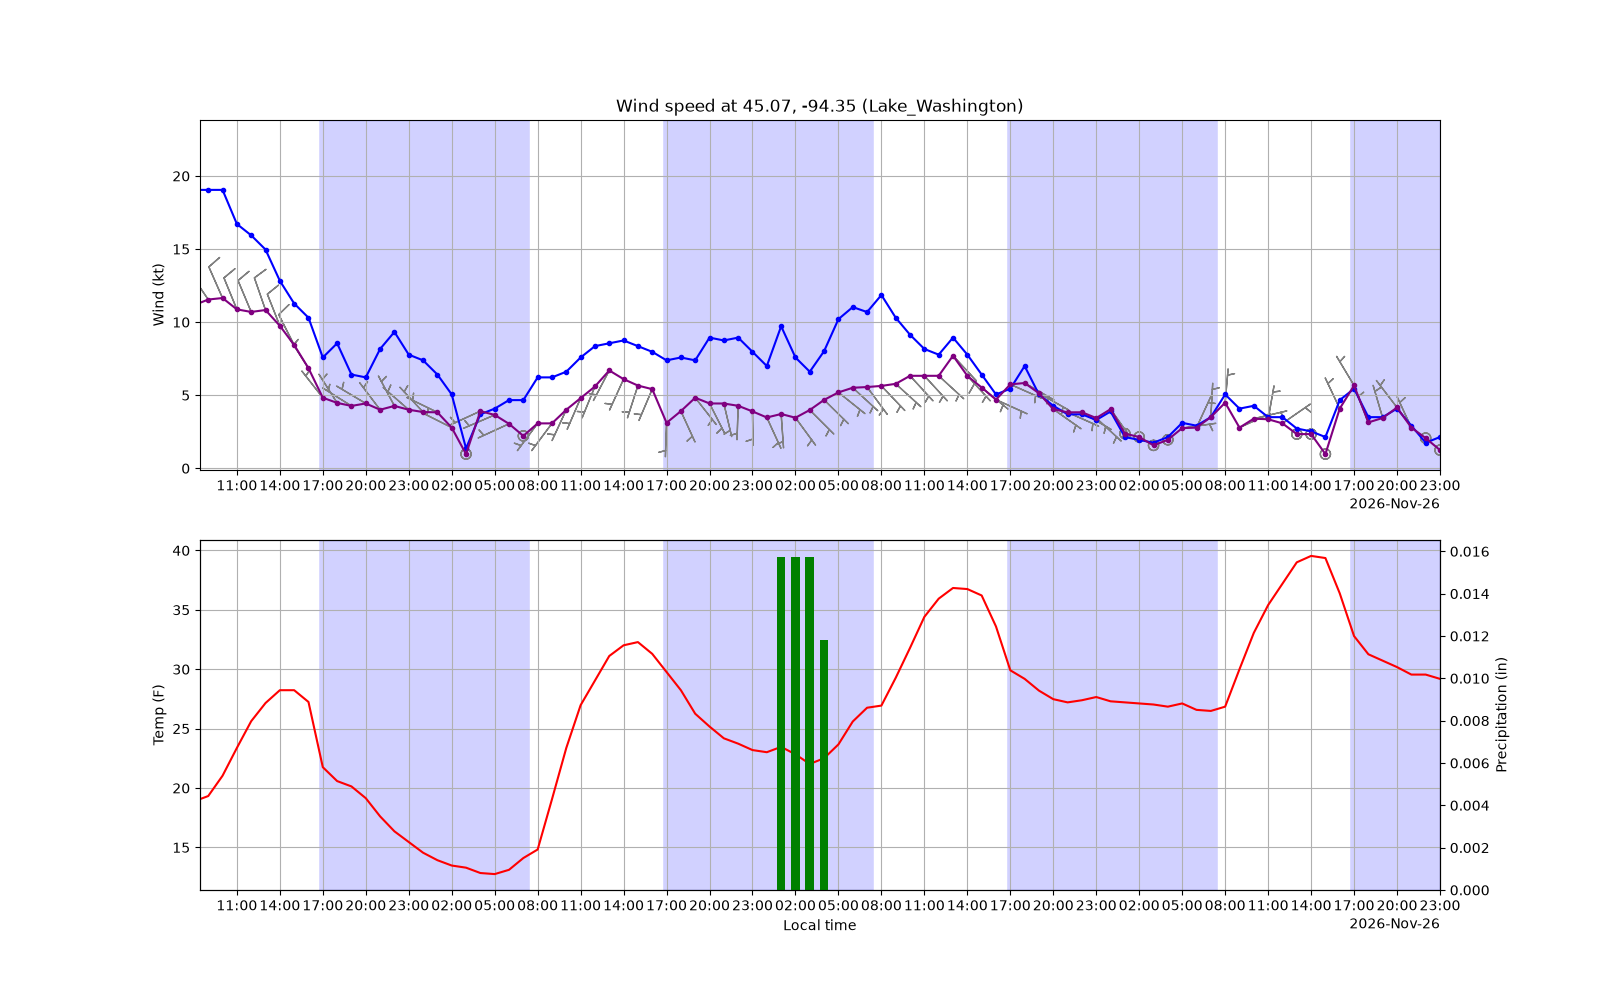 Wind speed at 45.07, -94.35 (Lake_Washington)
Wind (kt)
20
15
10
5
0
11:00 14:00 17:00 20:00 23:00 02:00 05:00 08:00 11:00 14:00 17:00 20:00 23:00 02:00 05:00 08:00 11:00 14:00 17:00 20:00 23:00 02:00 05:00 08:00 11:00 14:00 17:00 20:00 23:00
2026-Nov-26
Temp (F)
40
35
30
25
20
15
Precipitation (in)
0.016
0.014
0.012
0.010
0.008
0.006
0.004
0.002
0.000
11:00 14:00 17:00 20:00 23:00 02:00 05:00 08:00 11:00 14:00 17:00 20:00 23:00 02:00 05:00 08:00 11:00 14:00 17:00 20:00 23:00 02:00 05:00 08:00 11:00 14:00 17:00 20:00 23:00
Local time
2026-Nov-26